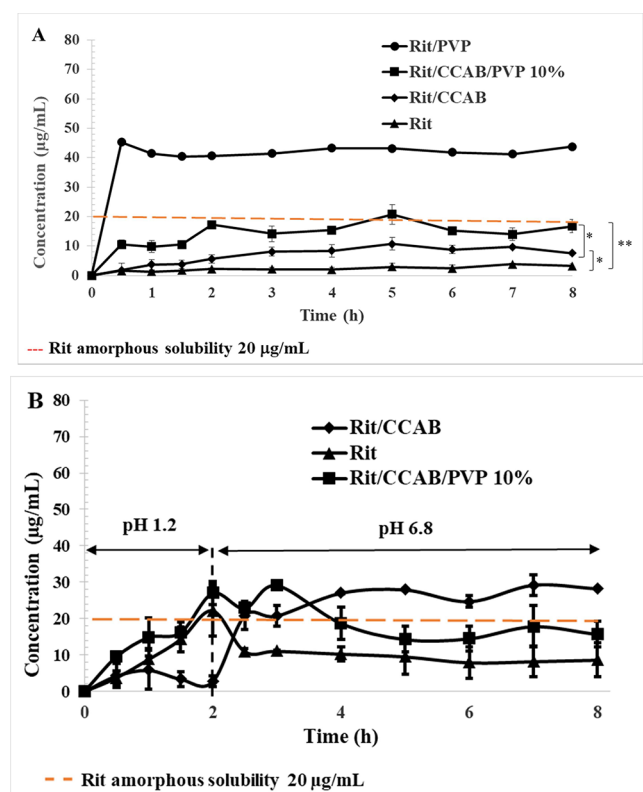 A
80
70
60
50
40
30
20
10
0
Concentration (µg/mL)
Rit/PVP
Rit/CCAB/PVP 10%
Rit/CCAB
Rit
*
*
**
0 1 2 3 4 5 6 7 8
Time (h)
--- Rit amorphous solubility 20 µg/mL
B
80
70
60
50
40
30
20
10
0
Concentration (µg/mL)
Rit/CCAB
Rit
Rit/CCAB/PVP 10%
pH 1.2
pH 6.8
0 2 4 6 8
Time (h)
Rit amorphous solubility 20 µg/mL